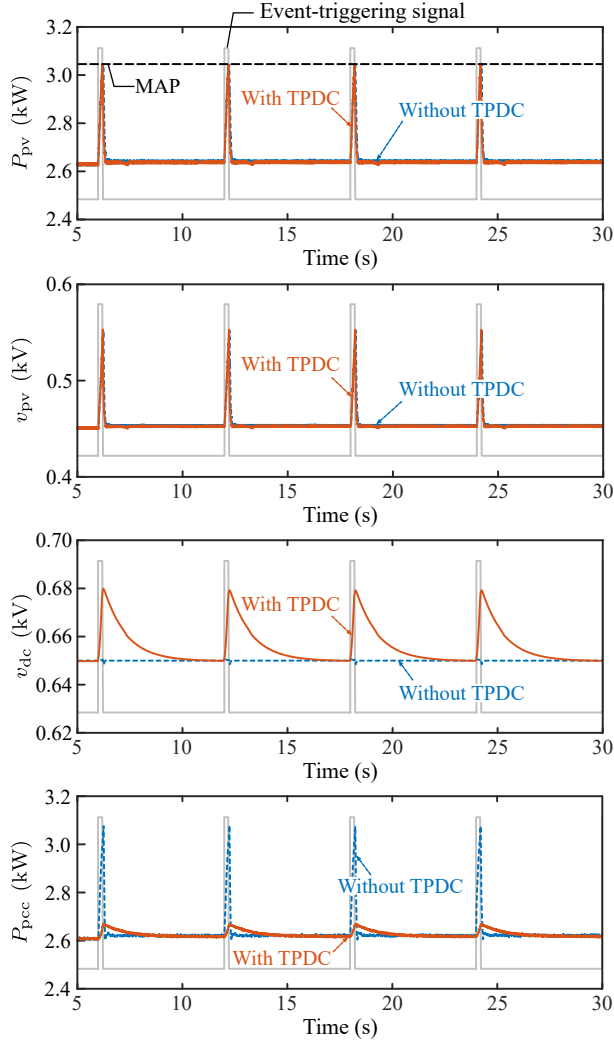 Event-triggering signal
3.2
3.0
2.8
2.6
2.4
P_pv (kW)
MAP
With TPDC
Without TPDC
5 10 15 20 25 30
Time (s)
0.6
0.5
0.4
v_pv (kV)
With TPDC
Without TPDC
5 10 15 20 25 30
Time (s)
0.70
0.68
0.66
0.64
0.62
v_dc (kV)
With TPDC
Without TPDC
5 10 15 20 25 30
Time (s)
3.2
3.0
2.8
2.6
2.4
P_pcc (kW)
Without TPDC
With TPDC
5 10 15 20 25 30
Time (s)